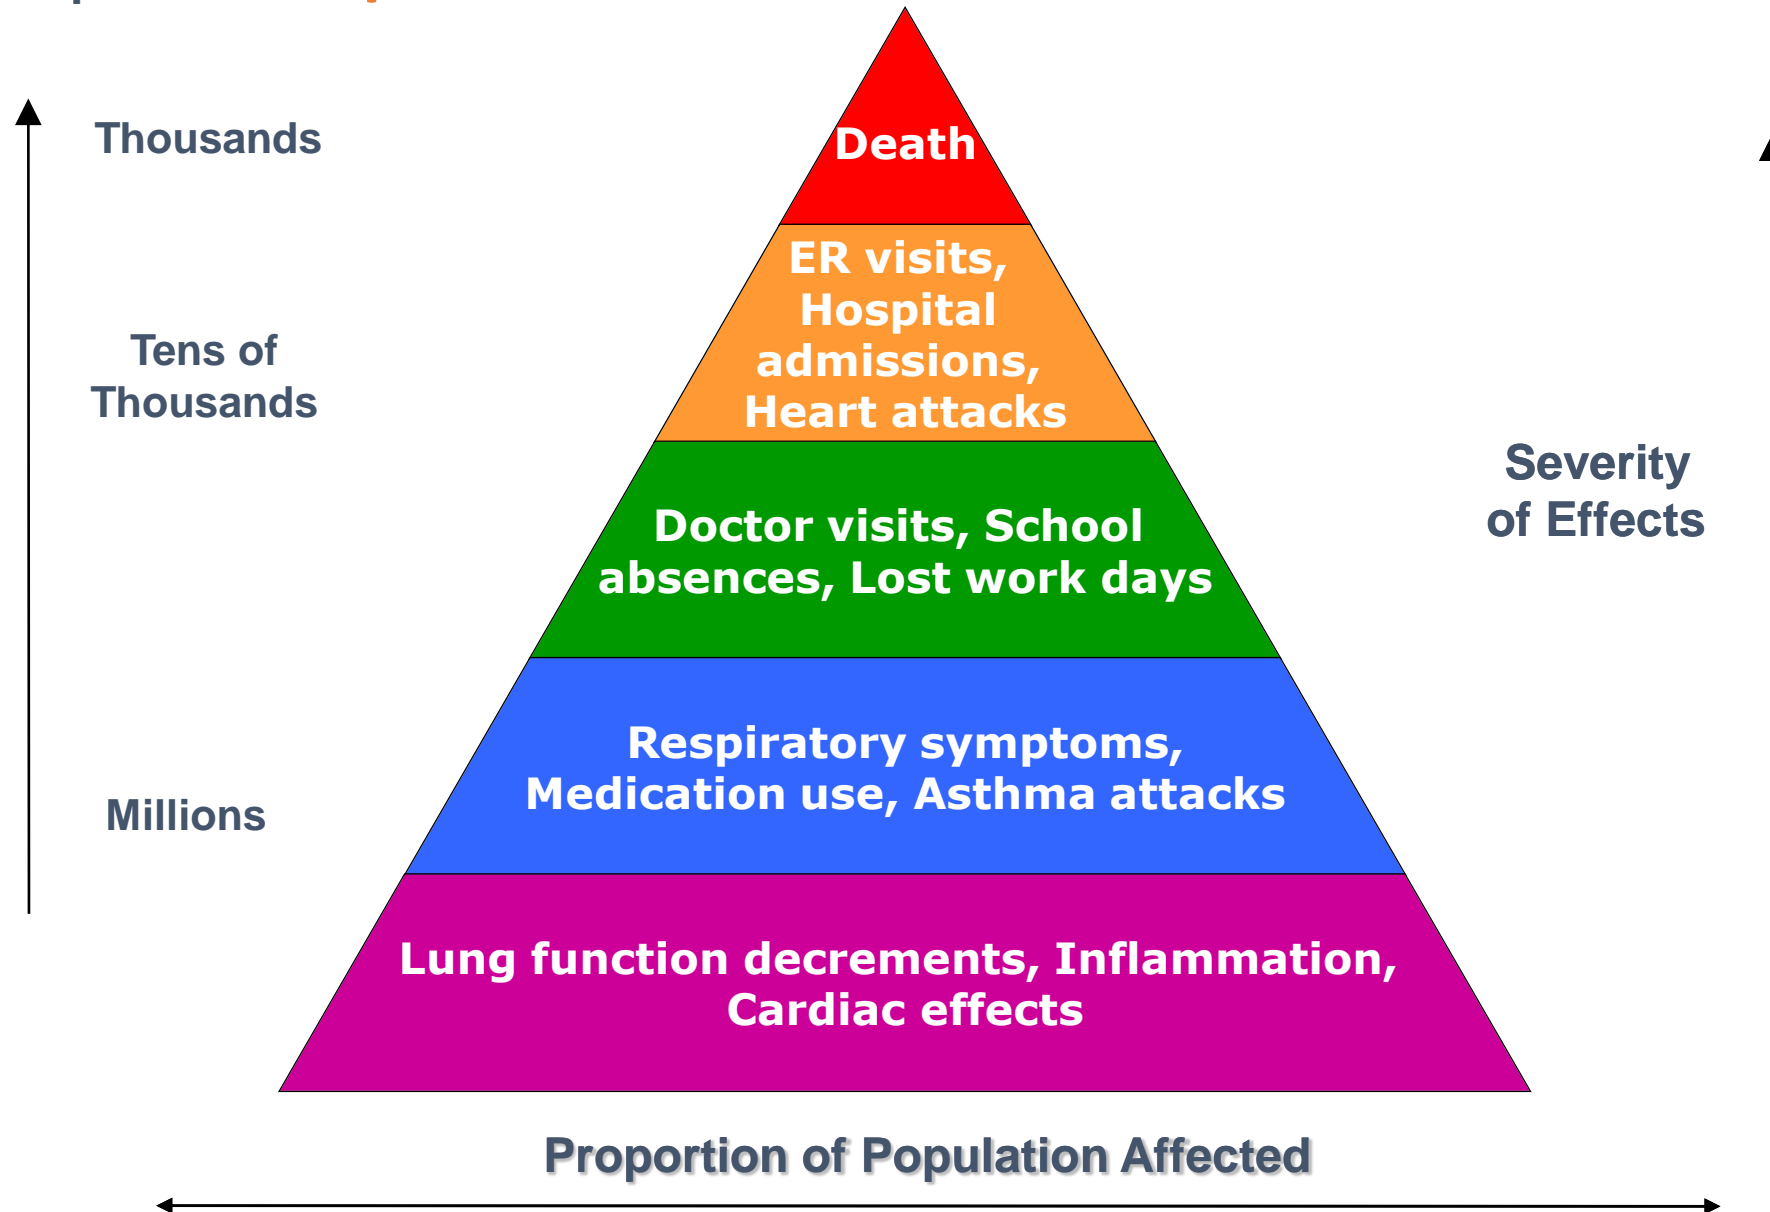 Thousands
Death
ER visits,
Hospital
admissions,
Heart attacks
Tens of
Thousands
Severity
of Effects
Doctor visits, School
absences, Lost work days
Respiratory symptoms,
Medication use, Asthma attacks
Millions
Lung function decrements, Inflammation,
Cardiac effects
Proportion of Population Affected